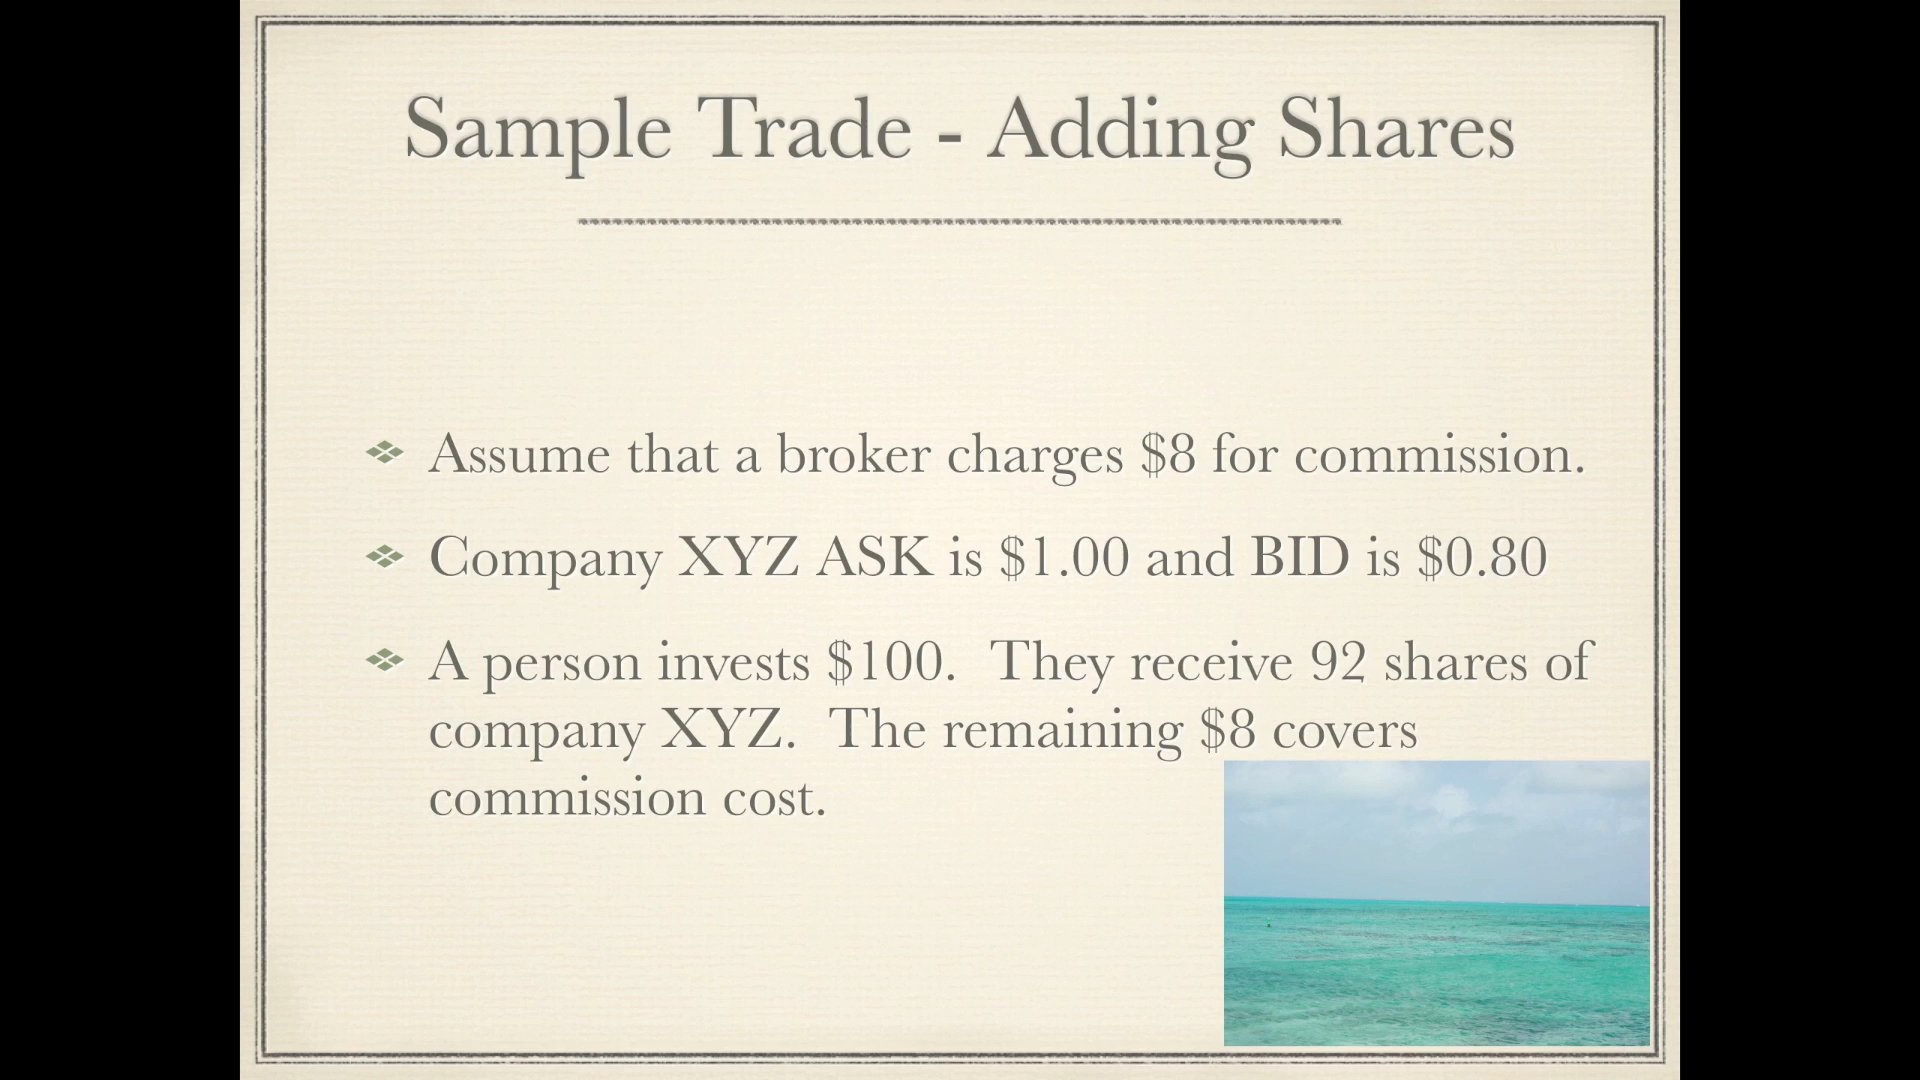 Sample Trade - Adding Shares
Assume that a broker charges $8 for commission.
Company XYZ ASK is $1.00 and BID is $0.80
A person invests $100.  They receive 92 shares of
company XYZ.  The remaining $8 covers
commission cost.